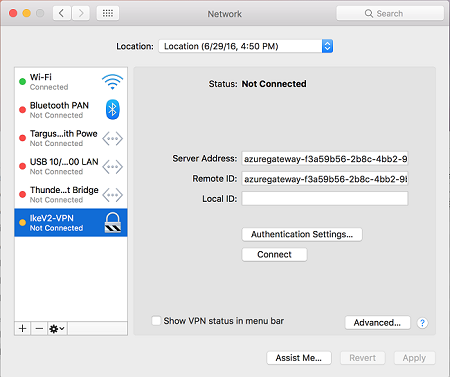 Network
Search
Location: Location (6/29/16, 4:50 PM)
Wi-Fi
Connected
Bluetooth PAN
Not Connected
Targus...ith Powe
Not Connected
USB 10/...00 LAN
Not Connected
Thunde...t Bridge
Not Connected
IkeV2-VPN
Not Connected
Status: Not Connected
Server Address: azuregateway-f3a59b56-2b8c-4bb2-9
Remote ID: azuregateway-f3a59b56-2b8c-4bb2-9
Local ID:
Authentication Settings...
Connect
Show VPN status in menu bar
Advanced...
?
Assist Me...
Revert
Apply